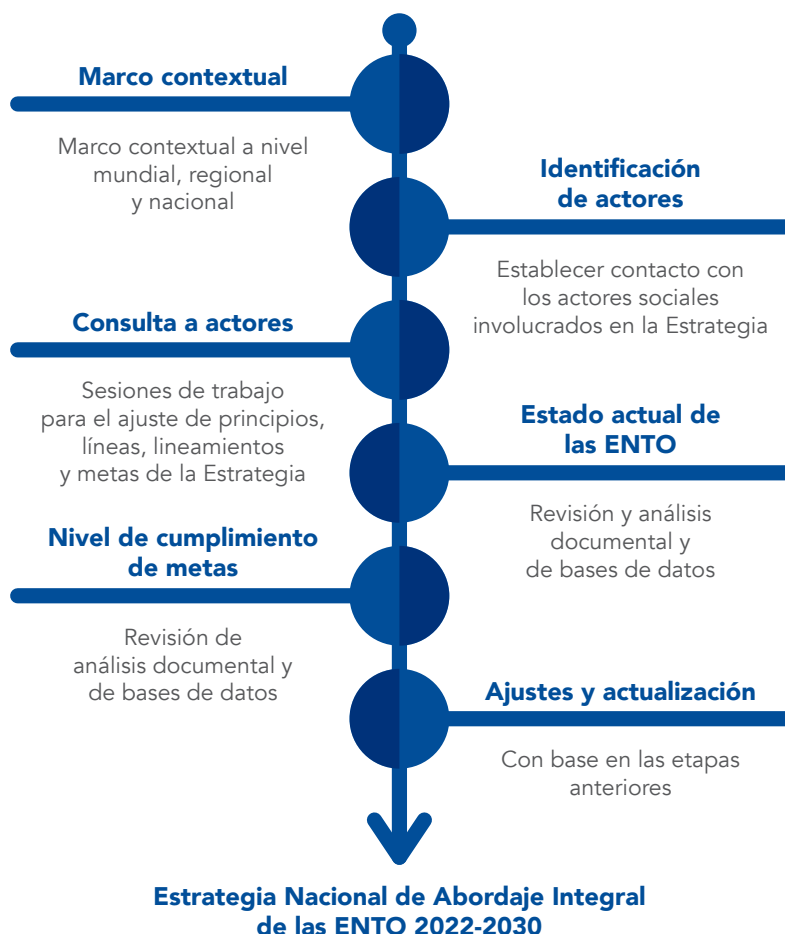 Marco contextual
Marco contextual a nivel
mundial, regional
y nacional
Identificación
de actores
Establecer contacto con
los actores sociales
involucrados en la Estrategia
Consulta a actores
Sesiones de trabajo
para el ajuste de principios,
líneas, lineamientos
y metas de la Estrategia
Estado actual de
las ENTO
Revisión y análisis
documental y
de bases de datos
Nivel de cumplimiento
de metas
Revisión de
análisis documental y
de bases de datos
Ajustes y actualización
Con base en las etapas
anteriores
Estrategia Nacional de Abordaje Integral
de las ENTO 2022-2030